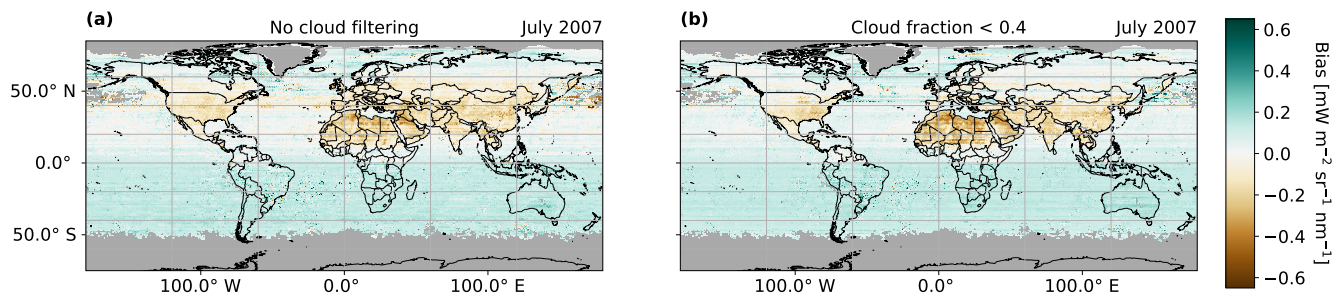 (a) No cloud filtering July 2007
(b) Cloud fraction < 0.4 July 2007
50.0° N
0.0°
50.0° S
100.0° W 0.0° 100.0° E
100.0° W 0.0° 100.0° E
0.6
0.4
0.2
0.0
−0.2
−0.4
−0.6
Bias [mW m⁻² sr⁻¹ nm⁻¹]